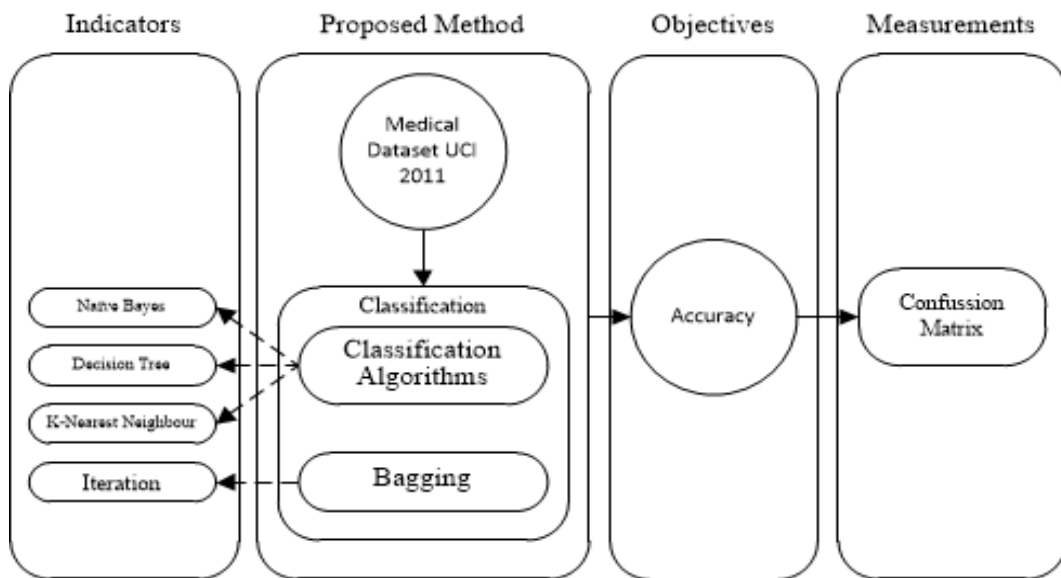 Indicators
Proposed Method
Objectives
Measurements
Medical
Dataset UCI
2011
Classification
Classification
Algorithms
Bagging
Naïve Bayes
Decision Tree
K-Nearest Neighbour
Iteration
Accuracy
Confussion
Matrix